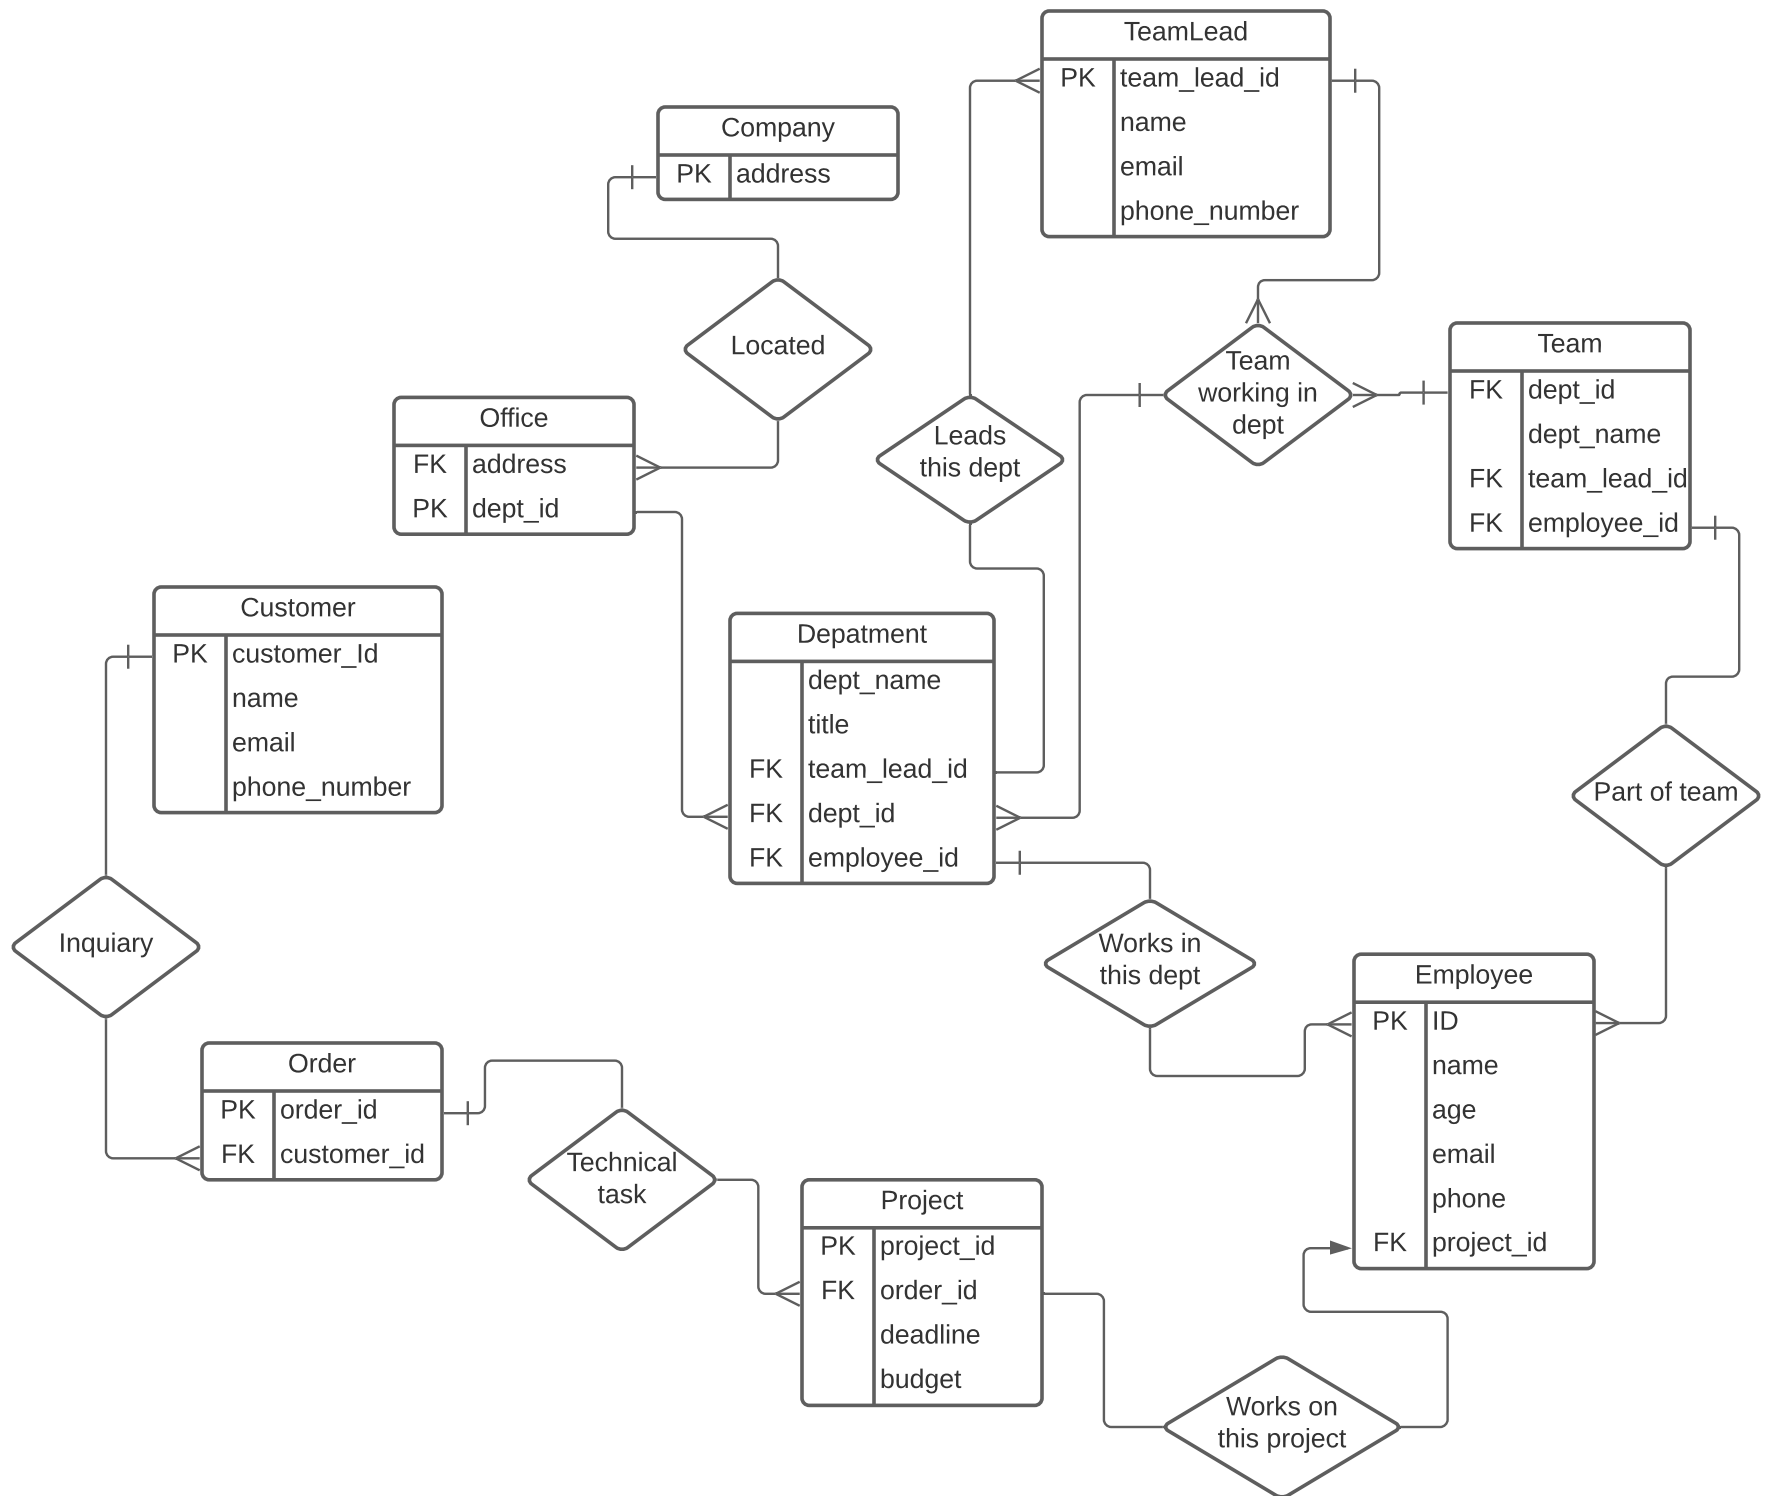 TeamLead
PK team_lead_id
name
email
phone_number
Company
PK address
Located
Team
working in
dept
Team
FK dept_id
dept_name
FK team_lead_id
FK employee_id
Office
FK address
PK dept_id
Leads
this dept
Customer
PK customer_Id
name
email
phone_number
Depatment
dept_name
title
FK team_lead_id
FK dept_id
FK employee_id
Part of team
Inquiary
Works in
this dept
Employee
PK ID
name
age
email
phone
FK project_id
Order
PK order_id
FK customer_id
Technical
task
Project
PK project_id
FK order_id
deadline
budget
Works on
this project